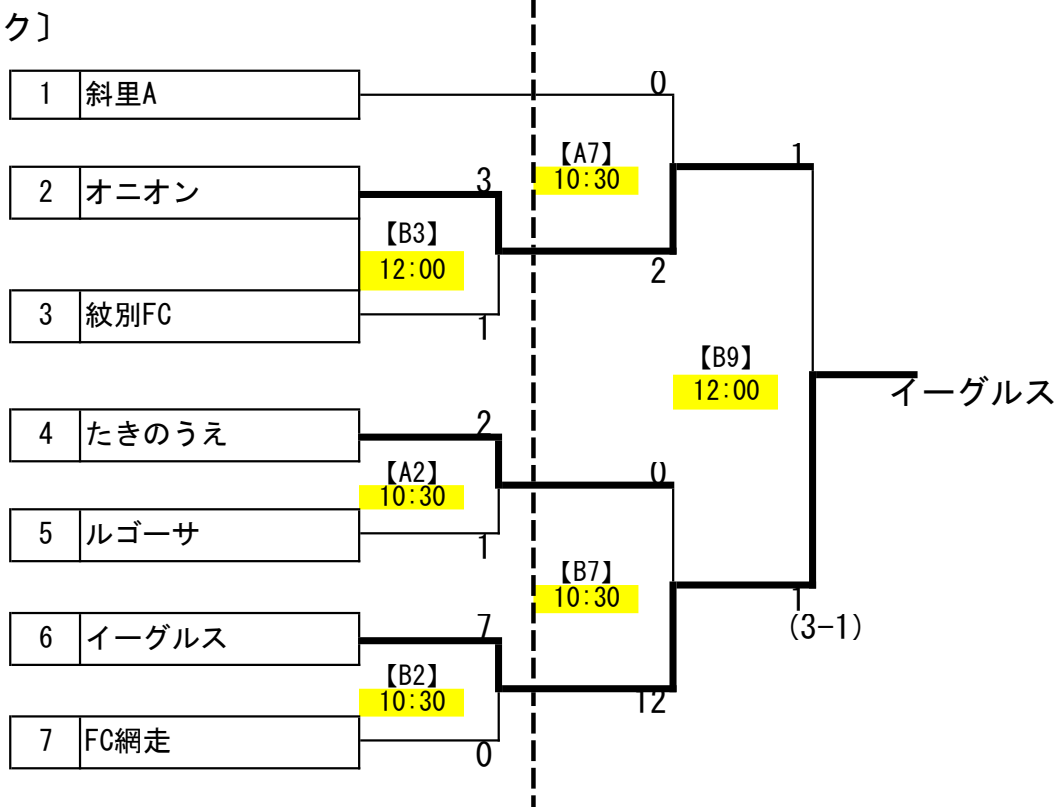 ク］
1 斜里A
0
【A7】
10:30
1
2 オニオン
3
【B3】
12:00
2
3 紋別FC
1
【B9】
12:00
イーグルス
4 たきのうえ
2
【A2】
10:30
0
5 ルゴーサ
1
【B7】
10:30
1
(3-1)
6 イーグルス
7
【B2】
10:30
12
7 FC網走
0